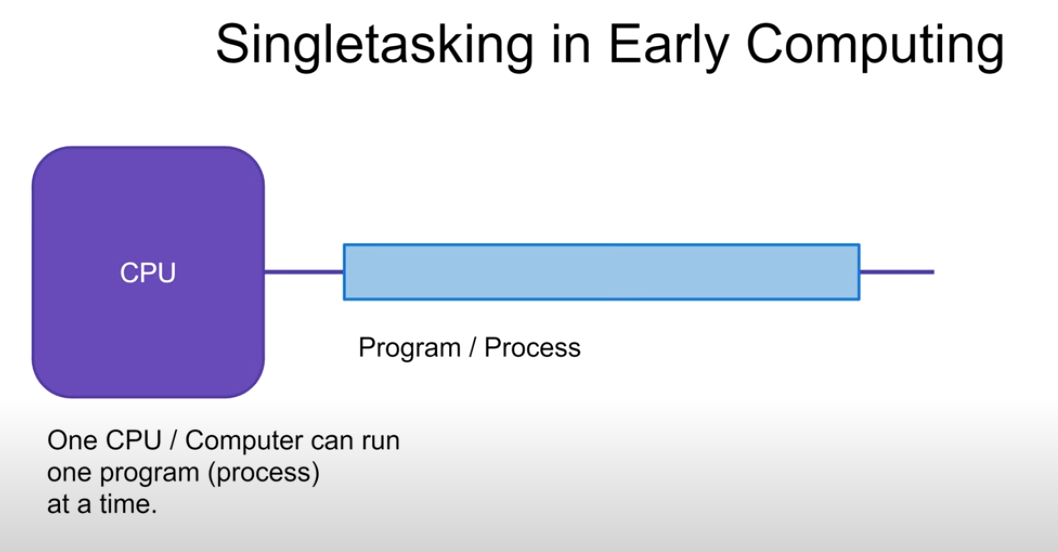 Singletasking in Early Computing
CPU
Program / Process
One CPU / Computer can run
one program (process)
at a time.